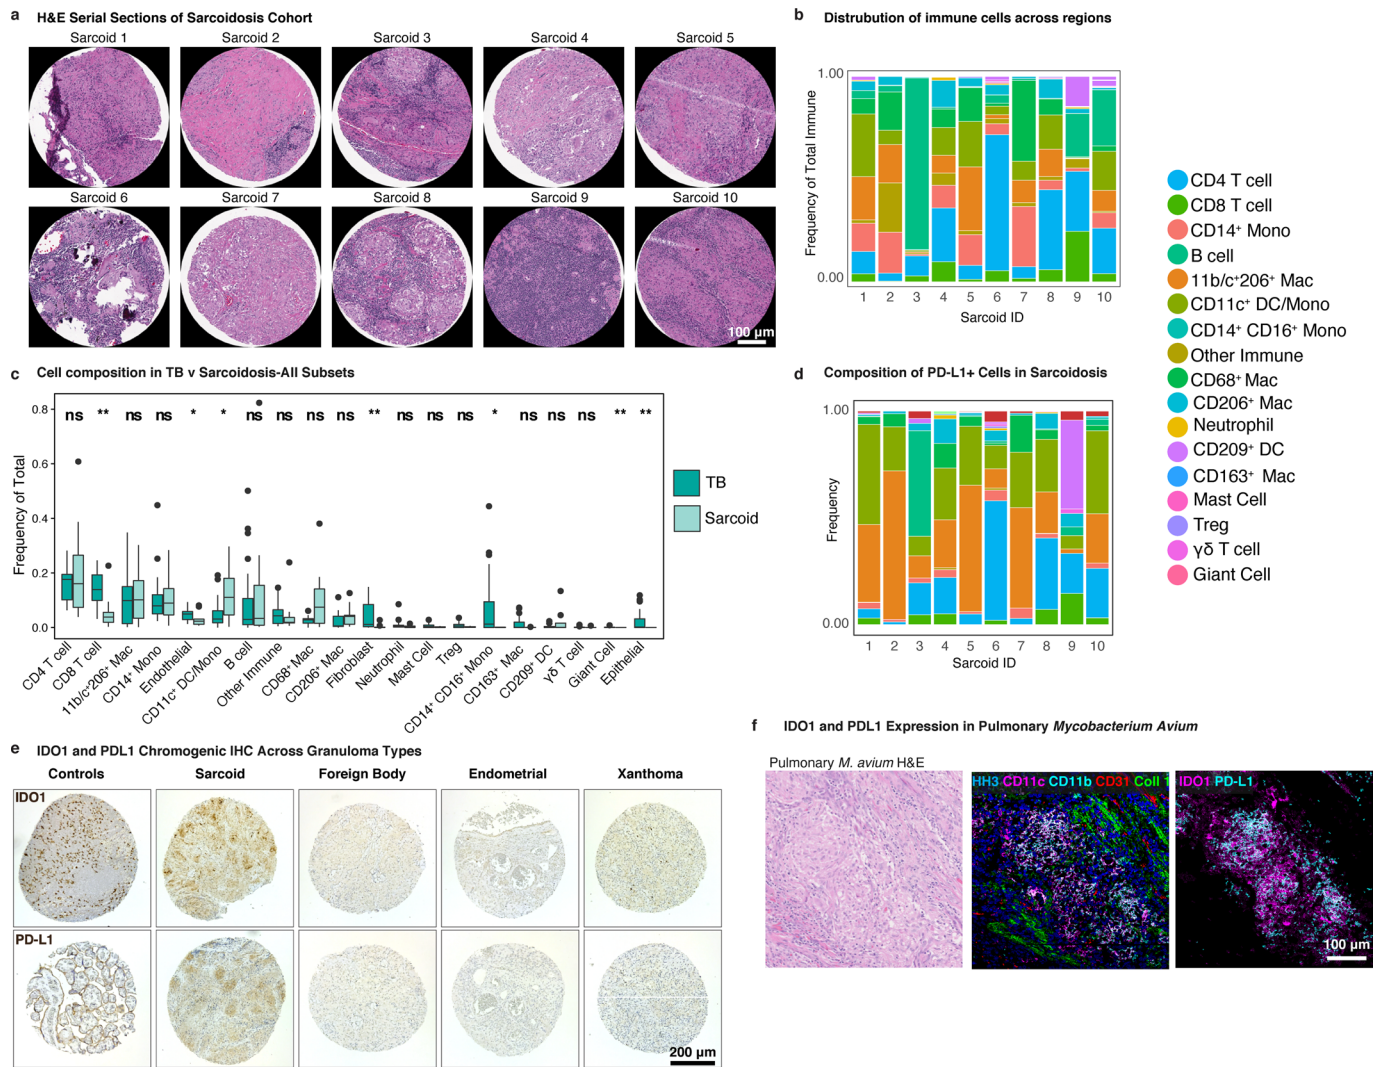 a H&E Serial Sections of Sarcoidosis Cohort
Sarcoid 1 Sarcoid 2 Sarcoid 3 Sarcoid 4 Sarcoid 5
Sarcoid 6 Sarcoid 7 Sarcoid 8 Sarcoid 9 Sarcoid 10
100 µm
b Distrubution of immune cells across regions
Frequency of Total Immune
1.00
0.00
1 2 3 4 5 6 7 8 9 10
Sarcoid ID
CD4 T cell
CD8 T cell
CD14⁺ Mono
B cell
11b/c⁺206⁺ Mac
CD11c⁺ DC/Mono
CD14⁺ CD16⁺ Mono
Other Immune
CD68⁺ Mac
CD206⁺ Mac
Neutrophil
CD209⁺ DC
CD163⁺ Mac
Mast Cell
Treg
γδ T cell
Giant Cell
c Cell composition in TB v Sarcoidosis-All Subsets
Frequency of Total
0.8
0.6
0.4
0.2
0.0
ns ** ns ns * * ns ns ns ns ** ns ns ns * ns ns ns ** **
CD4 T cell
CD8 T cell
11b/c⁺206⁺ Mac
CD14⁺ Mono
Endothelial
CD11c⁺ DC/Mono
B cell
Other Immune
CD68⁺ Mac
CD206⁺ Mac
Fibroblast
Neutrophil
Mast Cell
Treg
CD14⁺ CD16⁺ Mono
CD163⁺ Mac
CD209⁺ DC
γδ T cell
Giant Cell
Epithelial
TB
Sarcoid
d Composition of PD-L1+ Cells in Sarcoidosis
Frequency
1.00
0.00
1 2 3 4 5 6 7 8 9 10
Sarcoid ID
e IDO1 and PDL1 Chromogenic IHC Across Granuloma Types
Controls Sarcoid Foreign Body Endometrial Xanthoma
IDO1
PD-L1
200 µm
f IDO1 and PDL1 Expression in Pulmonary Mycobacterium Avium
Pulmonary M. avium H&E
HH3 CD11c CD11b CD31 Coll 1
IDO1 PD-L1
100 µm